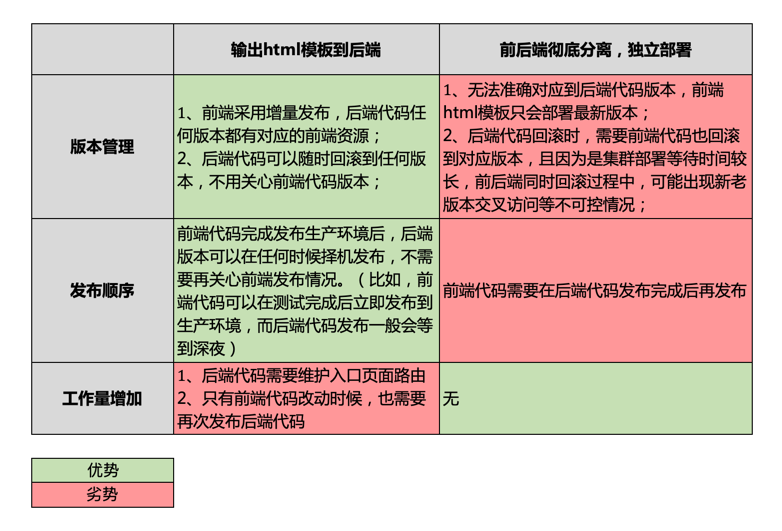 输出html模板到后端
前后端彻底分离，独立部署
版本管理
1、前端采用增量发布，后端代码任
何版本都有对应的前端资源；
2、后端代码可以随时回滚到任何版
本，不用关心前端代码版本；
1、无法准确对应到后端代码版本，前端
html模板只会部署最新版本；
2、后端代码回滚时，需要前端代码也回滚
到对应版本，且因为是集群部署等待时间较
长，前后端同时回滚过程中，可能出现新老
版本交叉访问等不可控情况；
发布顺序
前端代码完成发布生产环境后，后端
版本可以在任何时候择机发布，不需
要再关心前端发布情况。（比如，前
端代码可以在测试完成后立即发布到
生产环境，而后端代码发布一般会等
到深夜）
前端代码需要在后端代码发布完成后再发布
工作量增加
1、后端代码需要维护入口页面路由
2、只有前端代码改动时候，也需要
再次发布后端代码
无
优势
劣势